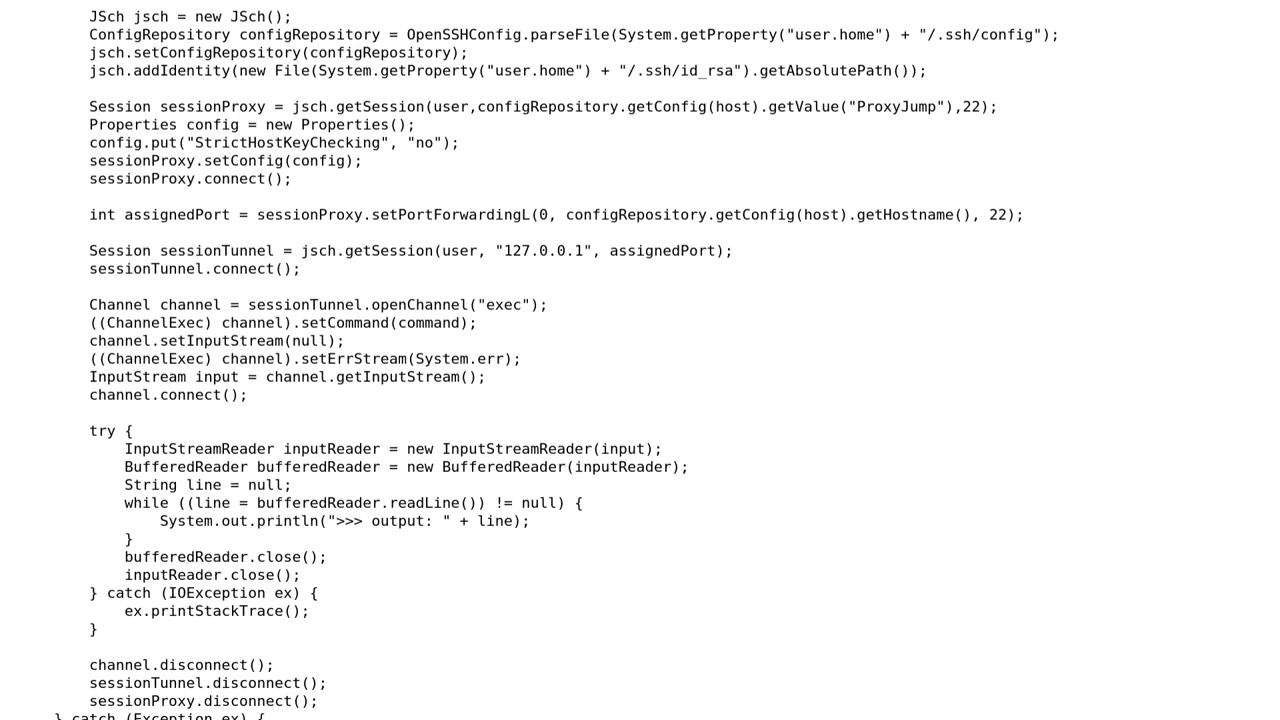 JSch jsch = new JSch();
ConfigRepository configRepository = OpenSSHConfig.parseFile(System.getProperty("user.home") + "/.ssh/config");
jsch.setConfigRepository(configRepository);
jsch.addIdentity(new File(System.getProperty("user.home") + "/.ssh/id_rsa").getAbsolutePath());

Session sessionProxy = jsch.getSession(user,configRepository.getConfig(host).getValue("ProxyJump"),22);
Properties config = new Properties();
config.put("StrictHostKeyChecking", "no");
sessionProxy.setConfig(config);
sessionProxy.connect();

int assignedPort = sessionProxy.setPortForwardingL(0, configRepository.getConfig(host).getHostname(), 22);

Session sessionTunnel = jsch.getSession(user, "127.0.0.1", assignedPort);
sessionTunnel.connect();

Channel channel = sessionTunnel.openChannel("exec");
((ChannelExec) channel).setCommand(command);
channel.setInputStream(null);
((ChannelExec) channel).setErrStream(System.err);
InputStream input = channel.getInputStream();
channel.connect();

try {
    InputStreamReader inputReader = new InputStreamReader(input);
    BufferedReader bufferedReader = new BufferedReader(inputReader);
    String line = null;
    while ((line = bufferedReader.readLine()) != null) {
        System.out.println(">>> output: " + line);
    }
    bufferedReader.close();
    inputReader.close();
} catch (IOException ex) {
    ex.printStackTrace();
}

channel.disconnect();
sessionTunnel.disconnect();
sessionProxy.disconnect();
} catch (Exception ex) {